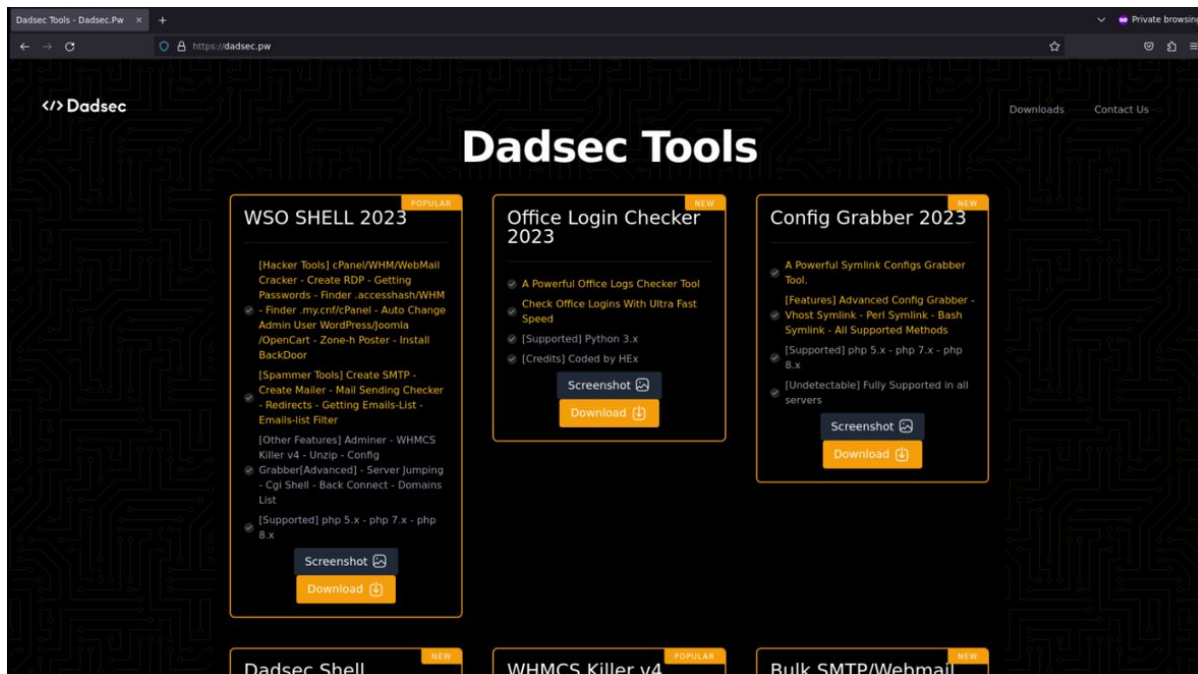 Dadsec Tools - Dadsec.Pw
Private browsing
https://dadsec.pw
</> Dadsec
Downloads
Contact Us
Dadsec Tools
POPULAR
WSO SHELL 2023
[Hacker Tools] cPanel/WHM/WebMail
Cracker - Create RDP - Getting
Passwords - Finder .accesshash/WHM
- Finder .my.cnf/cPanel - Auto Change
Admin User WordPress/Joomla
/OpenCart - Zone-h Poster - Install
BackDoor
[Spammer Tools] Create SMTP -
Create Mailer - Mail Sending Checker
- Redirects - Getting Emails-List -
Emails-list Filter
[Other Features] Adminer - WHMCS
Killer v4 - Unzip - Config
Grabber[Advanced] - Server Jumping
- Cgi Shell - Back Connect - Domains
List
[Supported] php 5.x - php 7.x - php
8.x
Screenshot
Download
NEW
Office Login Checker
2023
A Powerful Office Logs Checker Tool
Check Office Logins With Ultra Fast
Speed
[Supported] Python 3.x
[Credits] Coded by HEx
Screenshot
Download
NEW
Config Grabber 2023
A Powerful Symlink Configs Grabber
Tool.
[Features] Advanced Config Grabber -
Vhost Symlink - Perl Symlink - Bash
Symlink - All Supported Methods
[Supported] php 5.x - php 7.x - php
8.x
[Undetectable] Fully Supported in all
servers
Screenshot
Download
NEW
Dadsec Shell
POPULAR
WHMCS Killer v4
NEW
Bulk SMTP/Webmail